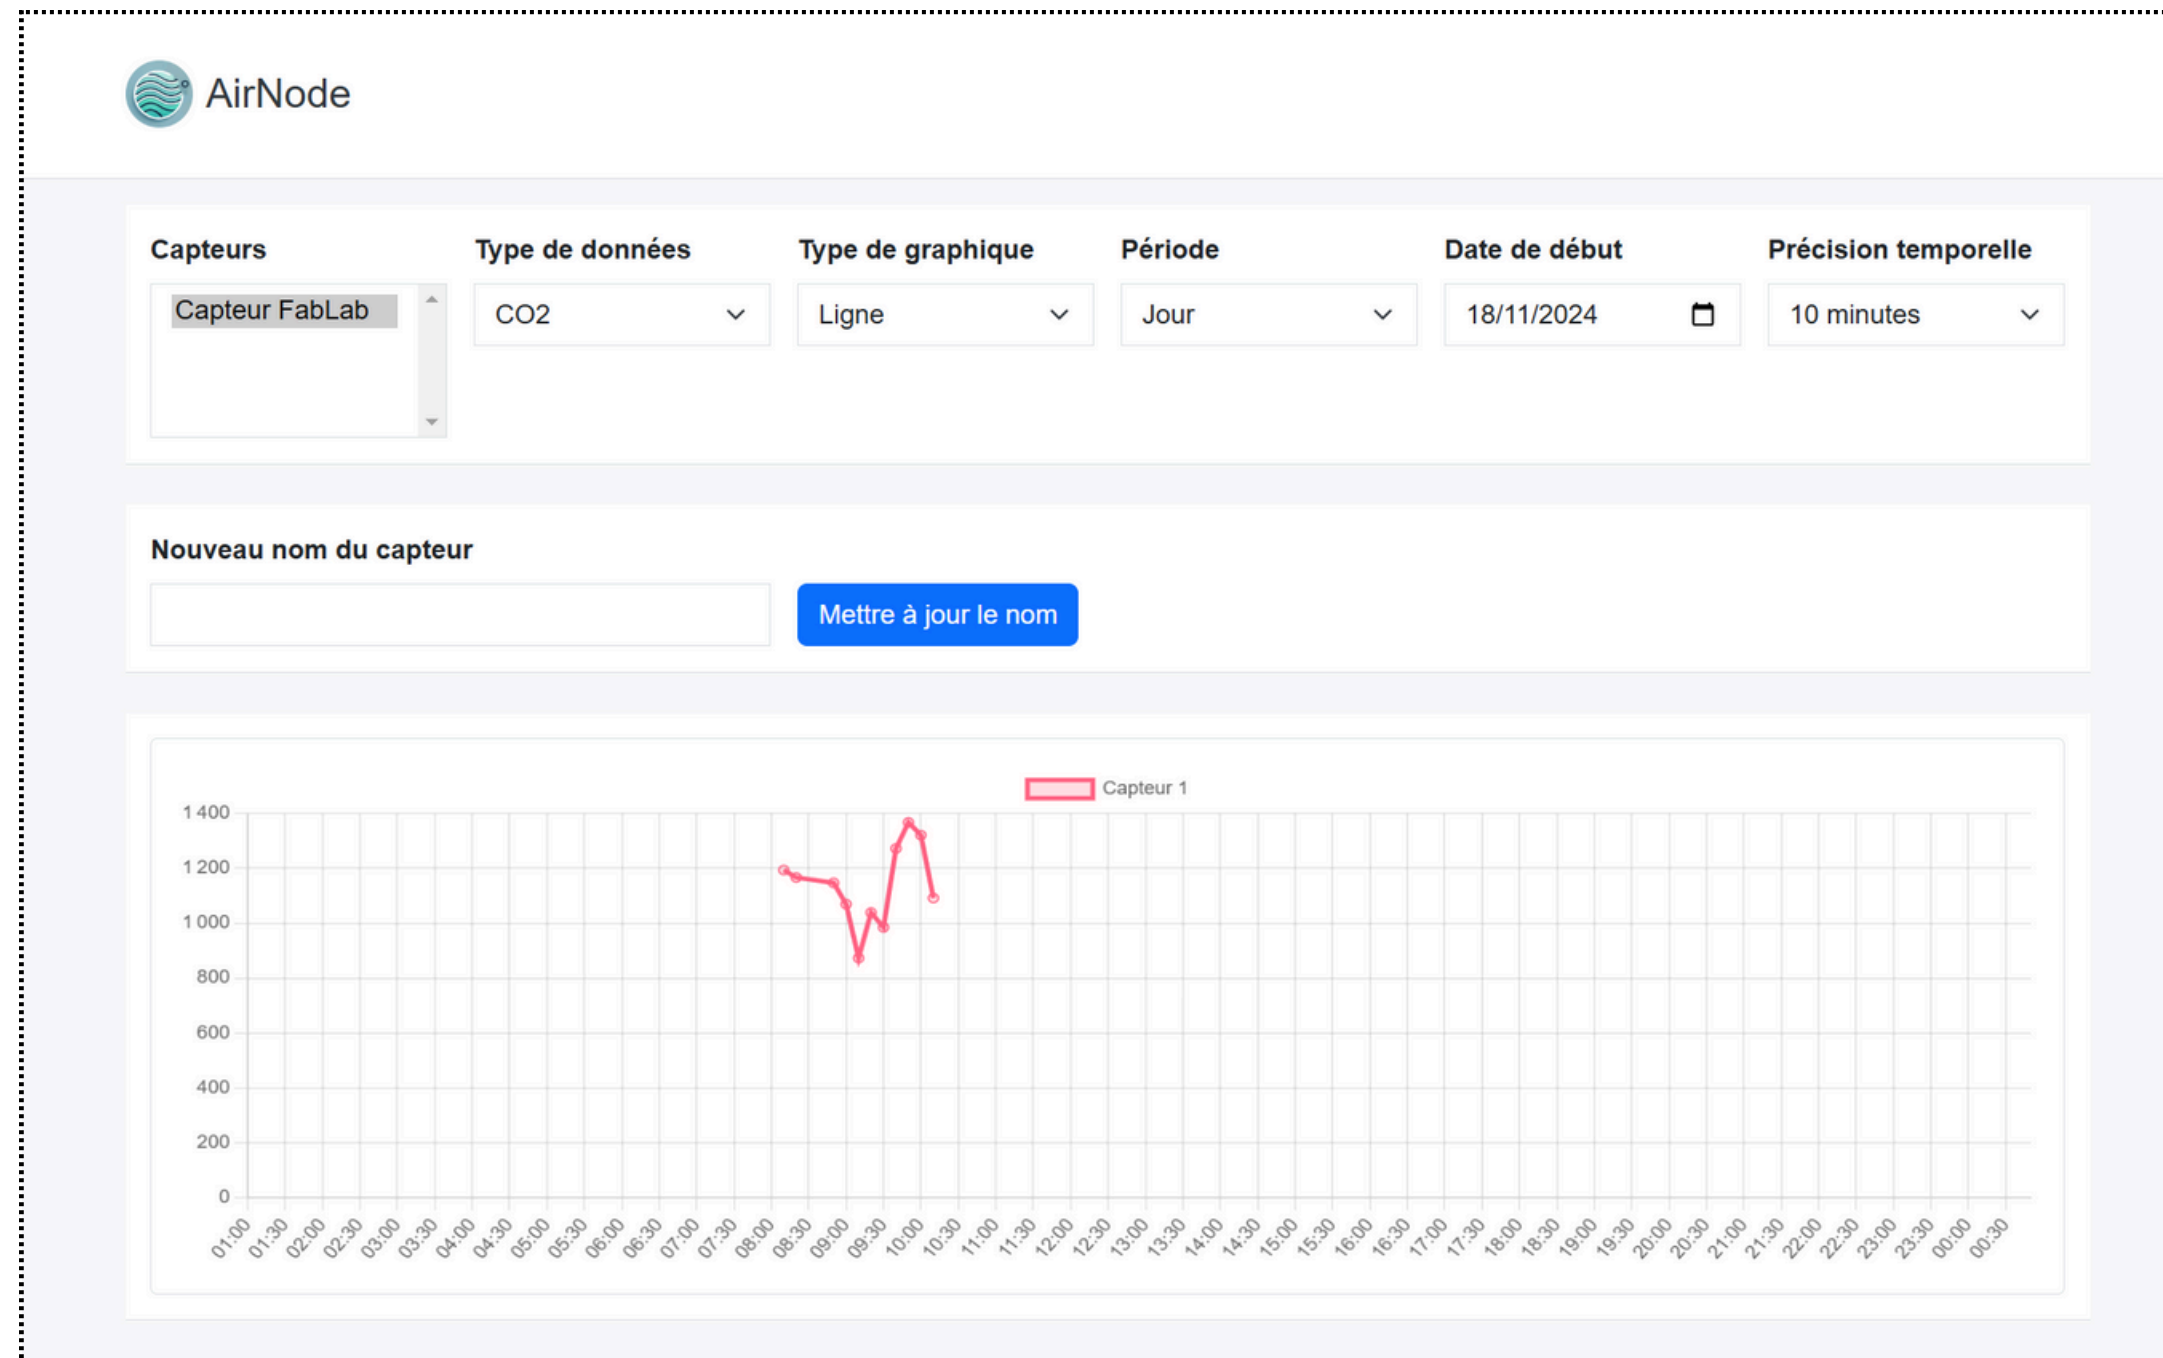 AirNode
Capteurs
Type de données
Type de graphique
Période
Date de début
Précision temporelle
Capteur FabLab
CO2
Ligne
Jour
18/11/2024
10 minutes
Nouveau nom du capteur
Mettre à jour le nom
Capteur 1
1 400
1 200
1 000
800
600
400
200
0
01:00 01:30 02:00 02:30 03:00 03:30 04:00 04:30 05:00 05:30 06:00 06:30 07:00 07:30 08:00 08:30 09:00 09:30 10:00 10:30 11:00 11:30 12:00 12:30 13:00 13:30 14:00 14:30 15:00 15:30 16:00 16:30 17:00 17:30 18:00 18:30 19:00 19:30 20:00 20:30 21:00 21:30 22:00 22:30 23:00 23:30 00:00 00:30